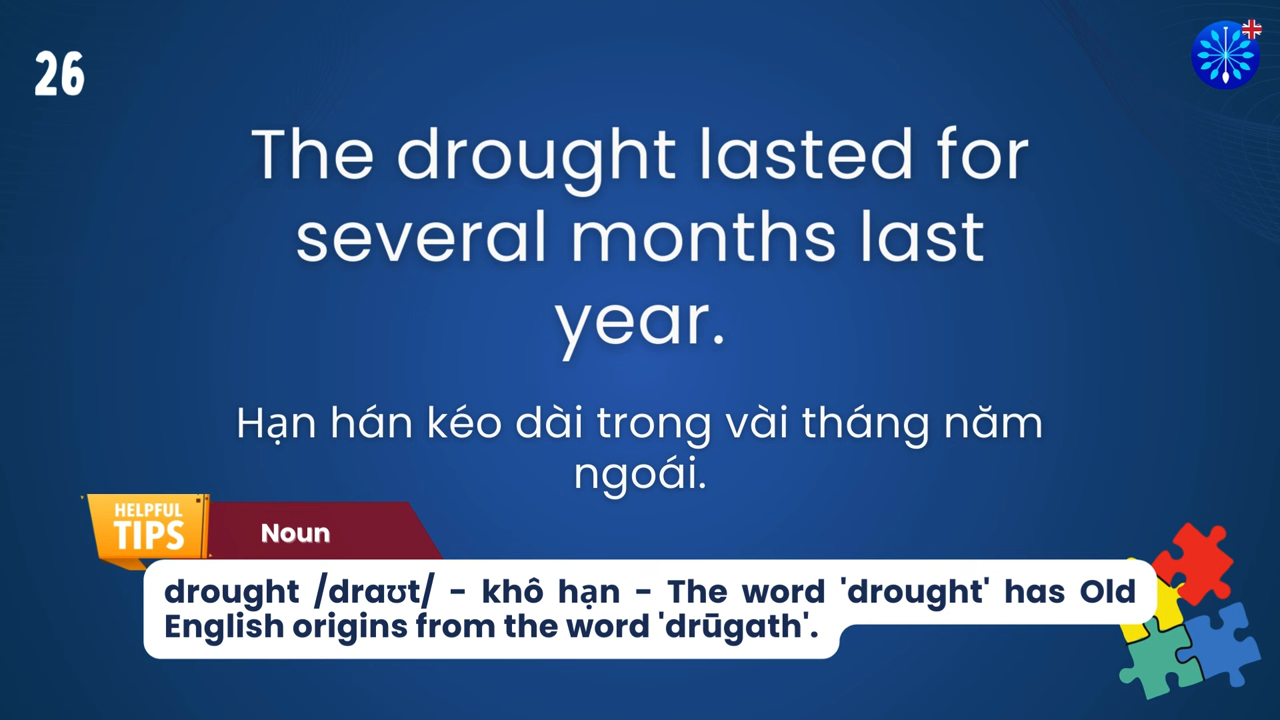 26
The drought lasted for
several months last
year.
Hạn hán kéo dài trong vài tháng năm
ngoái.
HELPFUL
TIPS
Noun
drought /draʊt/ - khô hạn - The word 'drought' has Old
English origins from the word 'drūgath'.